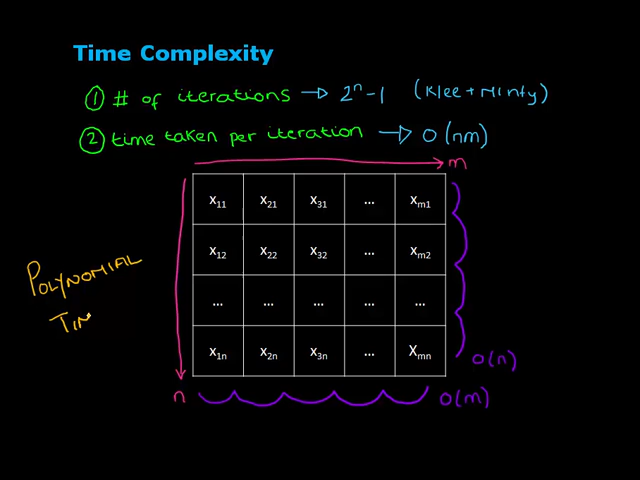 Time Complexity
① # of iterations → 2ⁿ-1 (Klee + Minty)
② time taken per iteration → O(nm)
m
x₁₁ x₂₁ x₃₁ ... xₘ₁
x₁₂ x₂₂ x₃₂ ... xₘ₂
... ... ... ... ...
x₁ₙ x₂ₙ x₃ₙ ... Xₘₙ
POLYNOMIAL
TIM
O(n)
n
O(m)